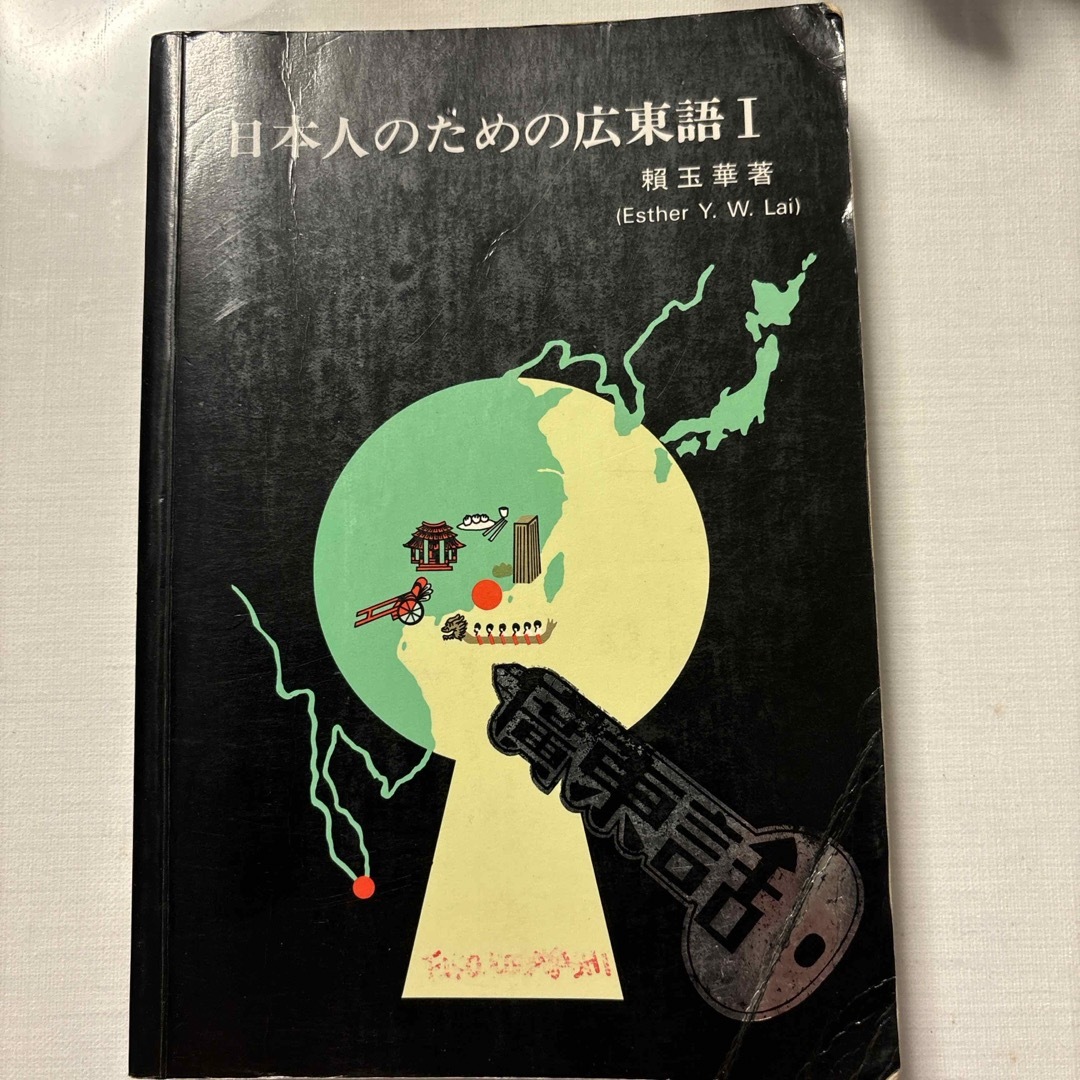 日本人のための広東語 I
賴玉華著
(Esther Y. W. Lai)
廣東話